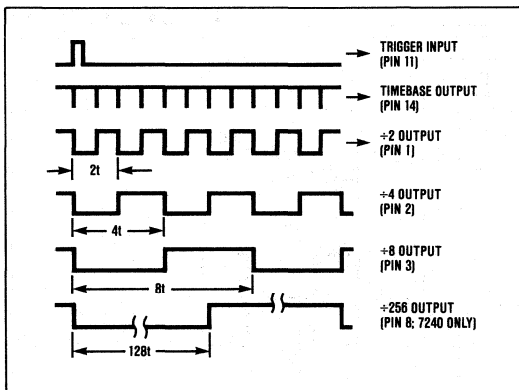 TRIGGER INPUT
(PIN 11)
TIMEBASE OUTPUT
(PIN 14)
÷2 OUTPUT
(PIN 1)
2t
÷4 OUTPUT
(PIN 2)
4t
÷8 OUTPUT
(PIN 3)
8t
÷256 OUTPUT
(PIN 8; 7240 ONLY)
128t